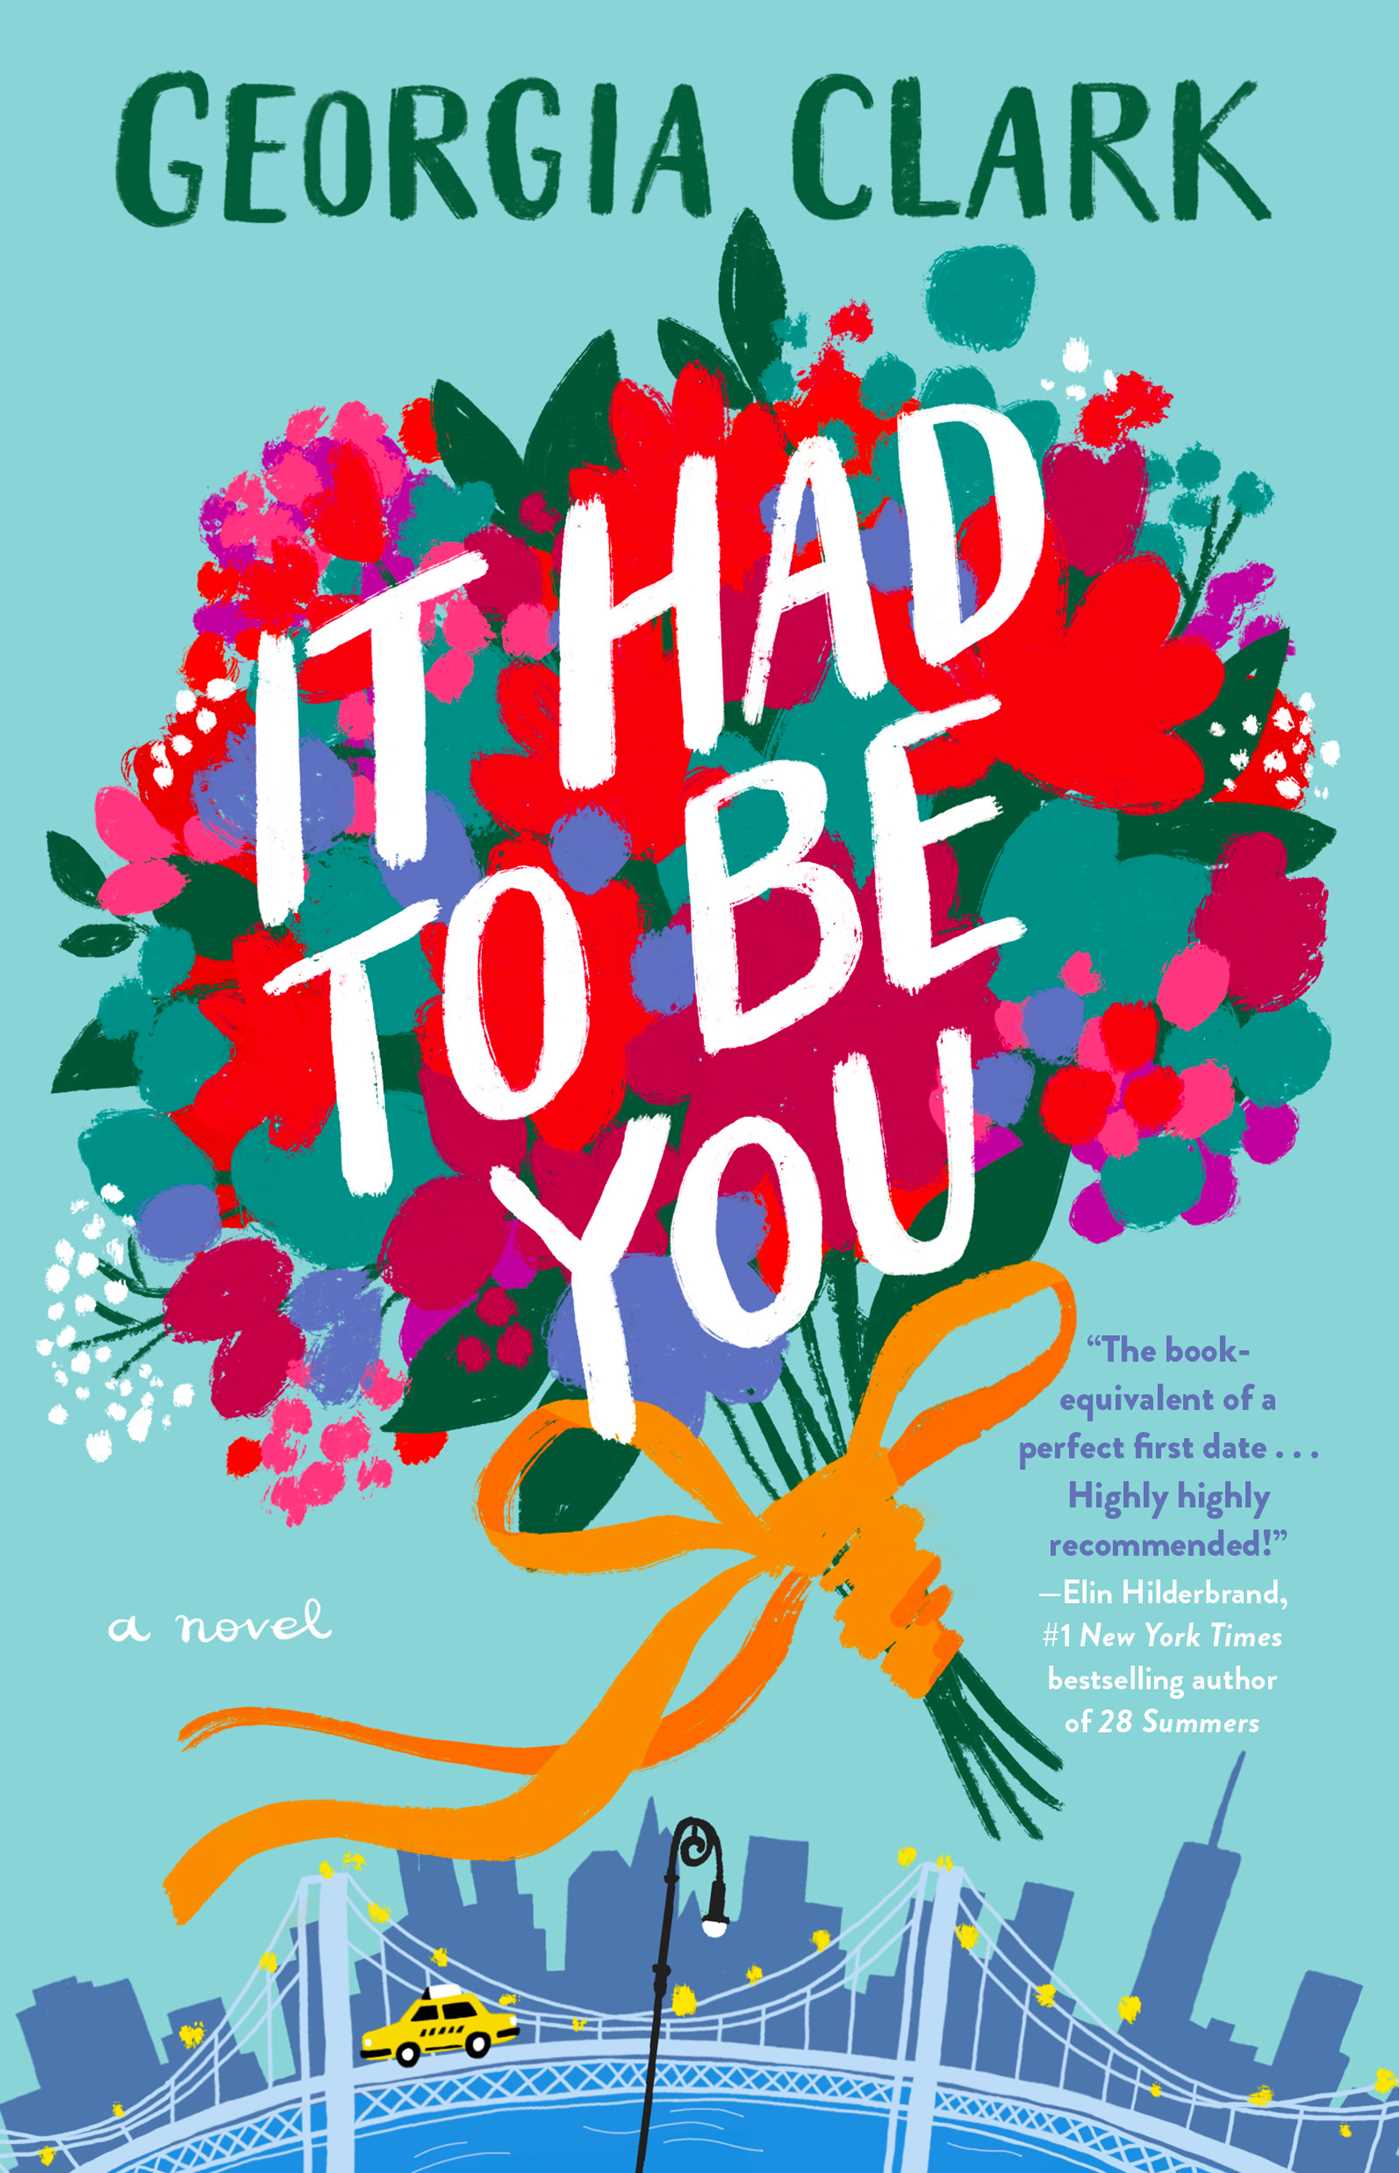 GEORGIA CLARK
IT HAD
TO BE
YOU
a novel
“The book-
equivalent of a
perfect first date . . .
Highly highly
recommended!”
—Elin Hilderbrand,
#1 New York Times
bestselling author
of 28 Summers